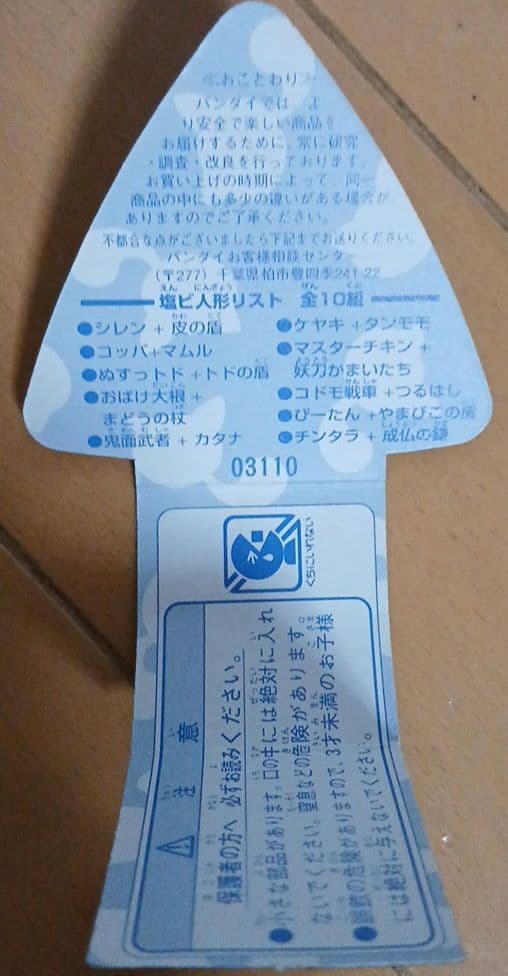 ≪おことわり≫
バンダイでは、よ
り安全で楽しい商品を
お届けするために、常に研究
・調査・改良を行っております。
お買い上げの時期によって、同一
商品の中にも多少の違いがある場合が
ありますのでご了承ください。
不都合な点がございましたら下記までお送りください。
バンダイお客様相談センター
(〒277) 千葉県柏市豊四季241-22
塩ビ人形リスト 全10組
●シレン + 皮の盾
●コッパ+マムル
●ぬすっトド + トドの盾
●おばけ大根 +
まどうの杖
●鬼面武者 + カタナ
●ケヤキ + タンモモ
●マスターチキン +
妖刀かまいたち
●コドモ戦車 + つるはし
●ぴーたん + やまびこの盾
●チンタラ + 成仏の鎌
03110
くちにいれない
注意
保護者の方へ 必ずお読みください。
●小さな部品があります。口の中には絶対に入れ
ないでください。窒息などの危険があります。
●誤飲の危険がありますので、3才未満のお子様
には絶対に与えないでください。